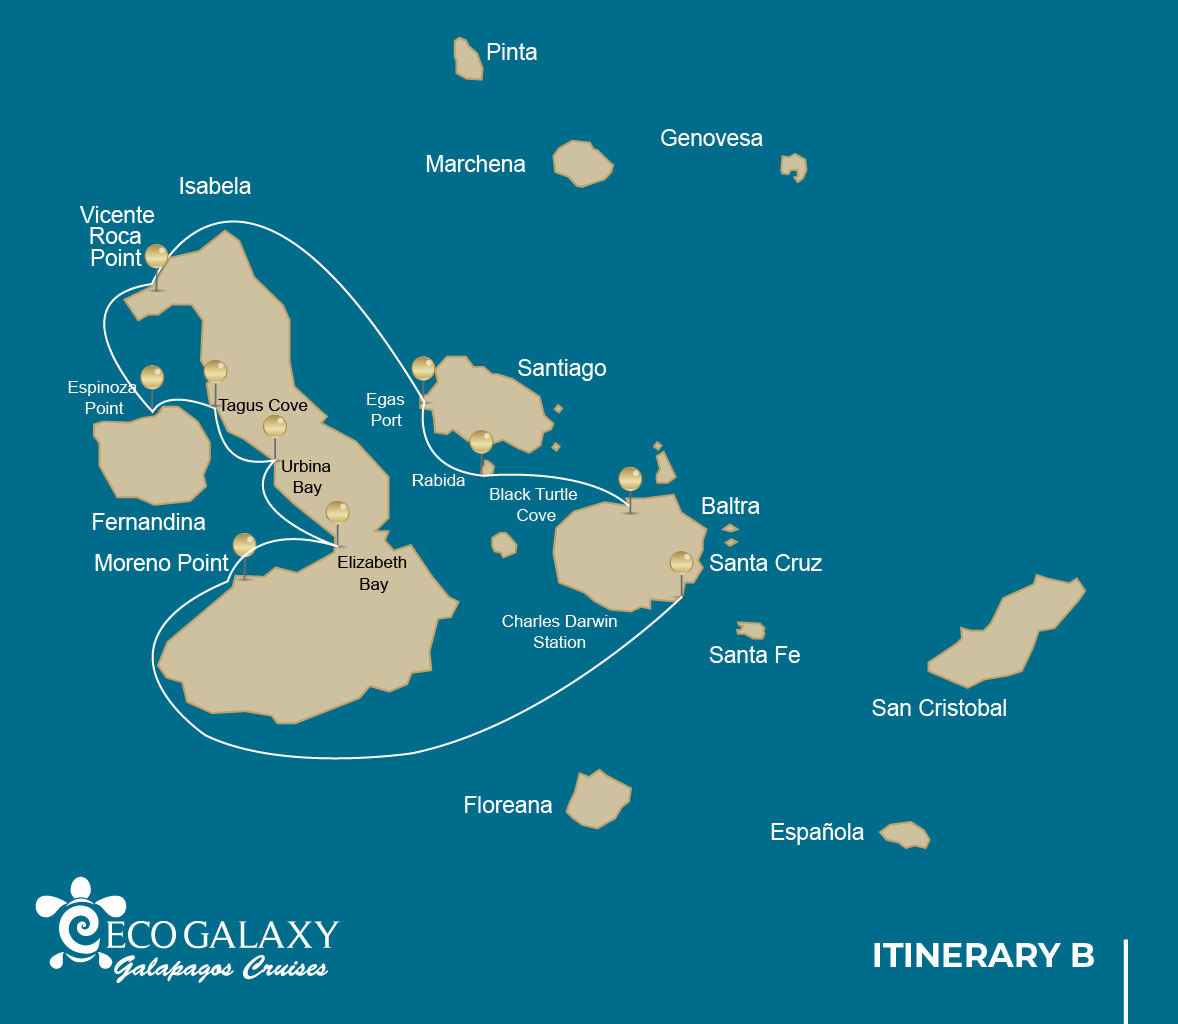 Pinta
Genovesa
Marchena
Isabela
Vicente
Roca
Point
Santiago
Espinoza
Point
Tagus Cove
Egas
Port
Urbina
Bay
Rabida
Black Turtle
Cove
Baltra
Fernandina
Moreno Point
Elizabeth
Bay
Santa Cruz
Charles Darwin
Station
Santa Fe
San Cristobal
Floreana
Española
ECO GALAXY
Galapagos Cruises
ITINERARY B